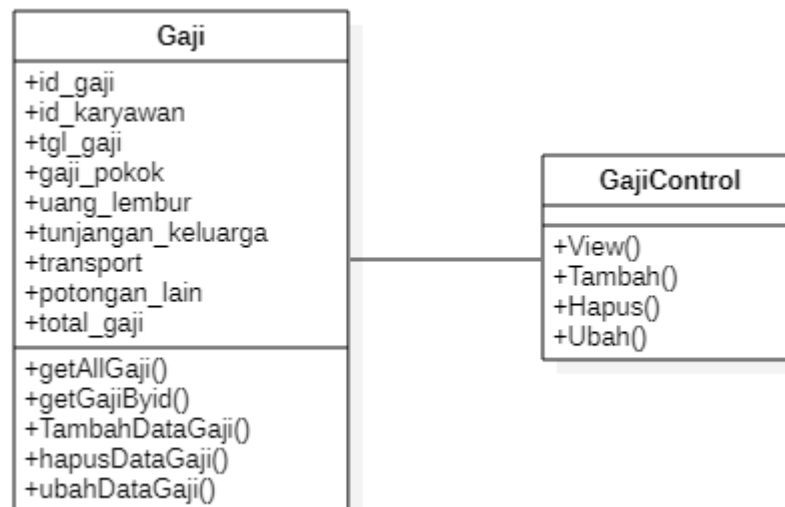 Gaji
+id_gaji
+id_karyawan
+tgl_gaji
+gaji_pokok
+uang_lembur
+tunjangan_keluarga
+transport
+potongan_lain
+total_gaji
+getAllGaji()
+getGajiByid()
+TambahDataGaji()
+hapusDataGaji()
+ubahDataGaji()
GajiControl
+View()
+Tambah()
+Hapus()
+Ubah()